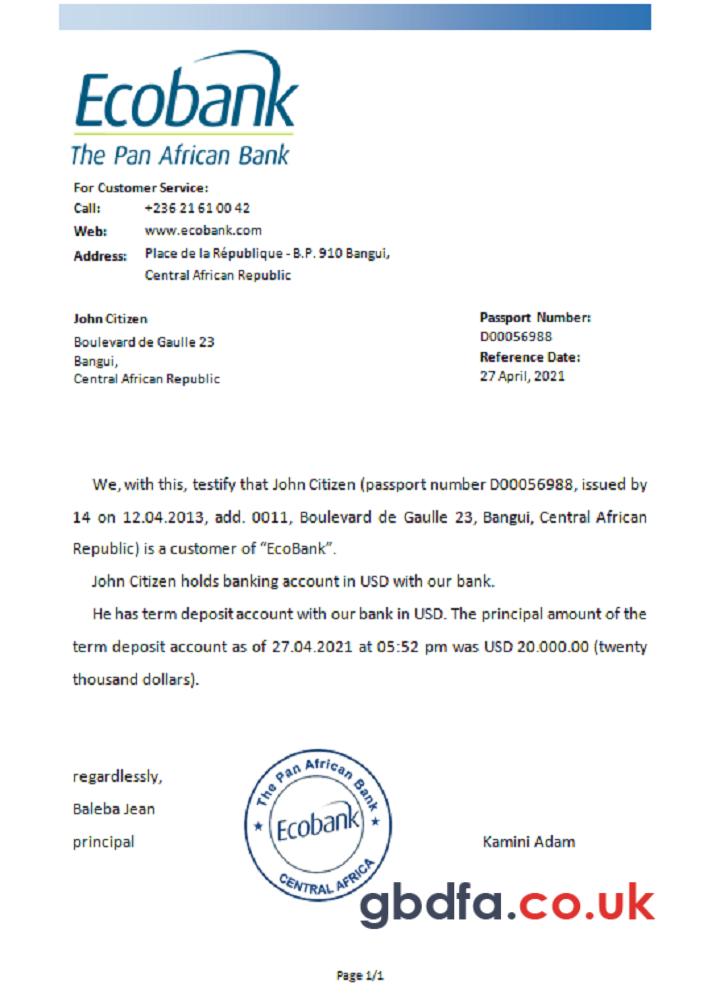 Ecobank
The Pan African Bank
For Customer Service:
Call: +236 21 61 00 42
Web: www.ecobank.com
Address: Place de la République - B.P. 910 Bangui,
Central African Republic
John Citizen
Boulevard de Gaulle 23
Bangui,
Central African Republic
Passport Number:
D00056988
Reference Date:
27 April, 2021
We, with this, testify that John Citizen (passport number D00056988, issued by
14 on 12.04.2013, add. 0011, Boulevard de Gaulle 23, Bangui, Central African
Republic) is a customer of “EcoBank”.
John Citizen holds banking account in USD with our bank.
He has term deposit account with our bank in USD. The principal amount of the
term deposit account as of 27.04.2021 at 05:52 pm was USD 20.000.00 (twenty
thousand dollars).
regardlessly,
Baleba Jean
principal
The Pan African Bank
Ecobank
CENTRAL AFRICA
Kamini Adam
gbdfa.co.uk
Page 1/1